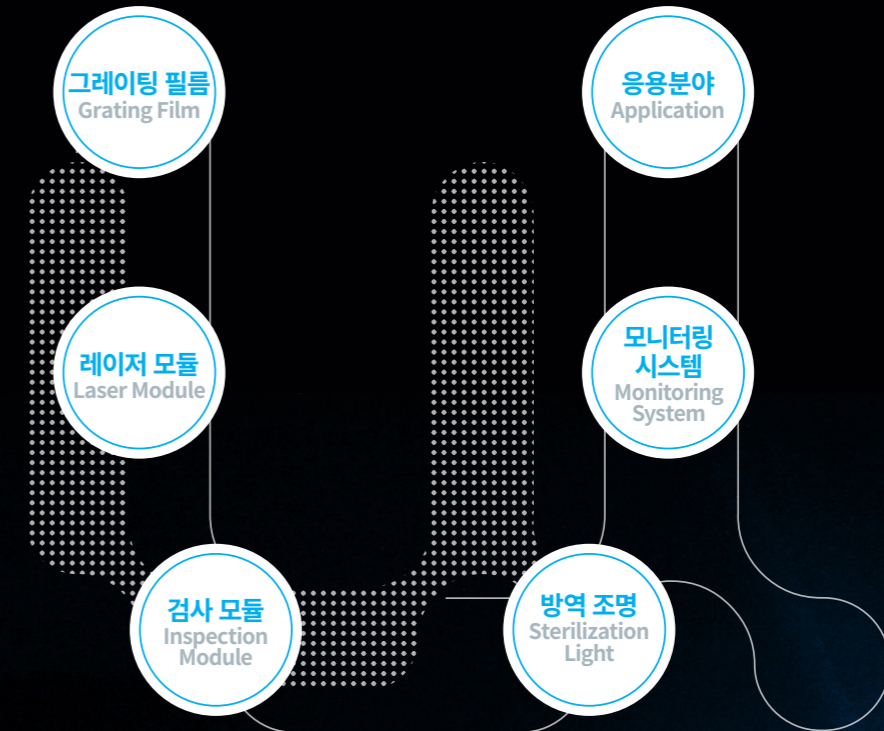 그레이팅 필름
Grating Film
응용분야
Application
레이저 모듈
Laser Module
모니터링
시스템
Monitoring
System
검사 모듈
Inspection
Module
방역 조명
Sterilization
Light